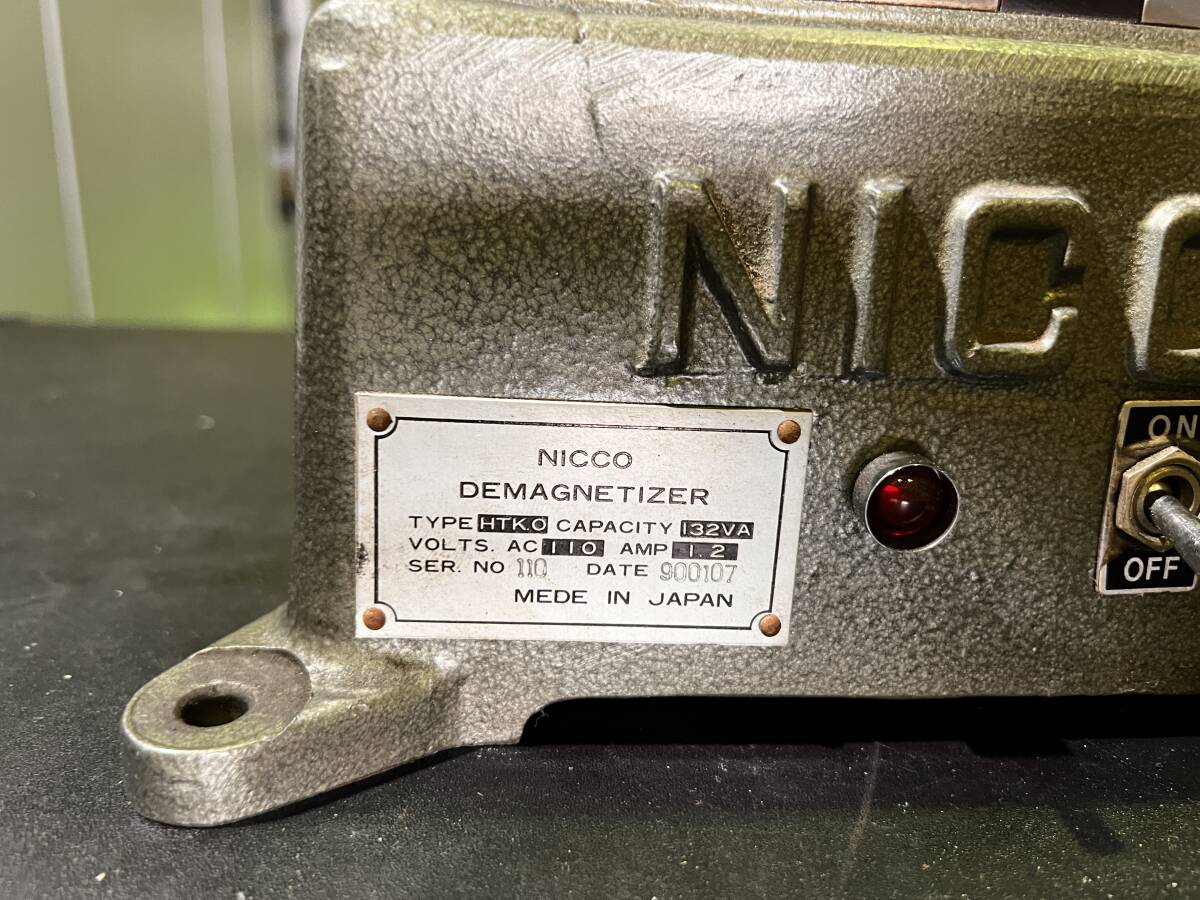 NICC
NICCO
DEMAGNETIZER
TYPE HTK.O CAPACITY 132VA
VOLTS. AC 110 AMP 1.2
SER. NO 110 DATE 900107
MEDE IN JAPAN
ON
OFF